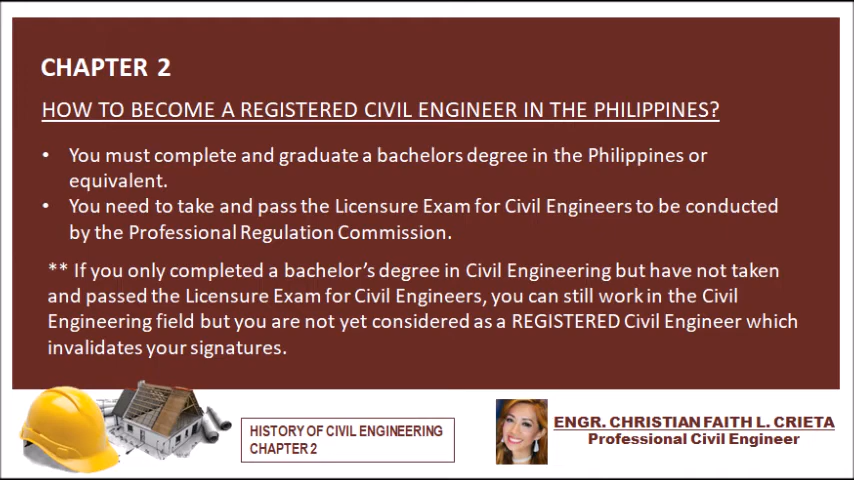 CHAPTER 2
HOW TO BECOME A REGISTERED CIVIL ENGINEER IN THE PHILIPPINES?
• You must complete and graduate a bachelors degree in the Philippines or
equivalent.
• You need to take and pass the Licensure Exam for Civil Engineers to be conducted
by the Professional Regulation Commission.
** If you only completed a bachelor's degree in Civil Engineering but have not taken
and passed the Licensure Exam for Civil Engineers, you can still work in the Civil
Engineering field but you are not yet considered as a REGISTERED Civil Engineer which
invalidates your signatures.
HISTORY OF CIVIL ENGINEERING
CHAPTER 2
ENGR. CHRISTIAN FAITH L. CRIETA
Professional Civil Engineer